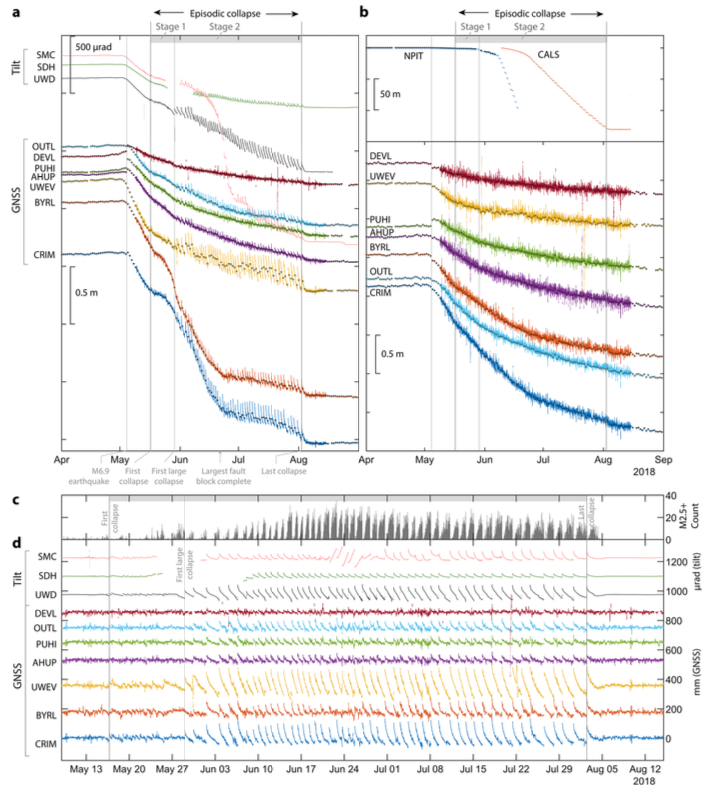 a
Episodic collapse
Stage 1
Stage 2
500 µrad
Tilt
SMC
SDH
UWD
GNSS
OUTL
DEVL
PUHI
AHUP
UWEV
BYRL
CRIM
0.5 m
Apr
May
Jun
Jul
Aug
M6.9
earthquake
First
collapse
First large
collapse
Largest fault
block complete
Last collapse
b
Episodic collapse
Stage 1
Stage 2
NPIT
CALS
50 m
DEVL
UWEV
PUHI
AHUP
BYRL
OUTL
CRIM
0.5 m
Apr
May
Jun
Jul
Aug
Sep
2018
c
First
collapse
Last
collapse
40
20
0
M2.5+
Count
d
First large
collapse
Tilt
SMC
SDH
UWD
GNSS
DEVL
OUTL
PUHI
AHUP
UWEV
BYRL
CRIM
1200
800
600
400
200
0
µrad (tilt)
mm (GNSS)
May 13
May 20
May 27
Jun 03
Jun 10
Jun 17
Jun 24
Jul 01
Jul 08
Jul 15
Jul 22
Jul 29
Aug 05
Aug 12
2018